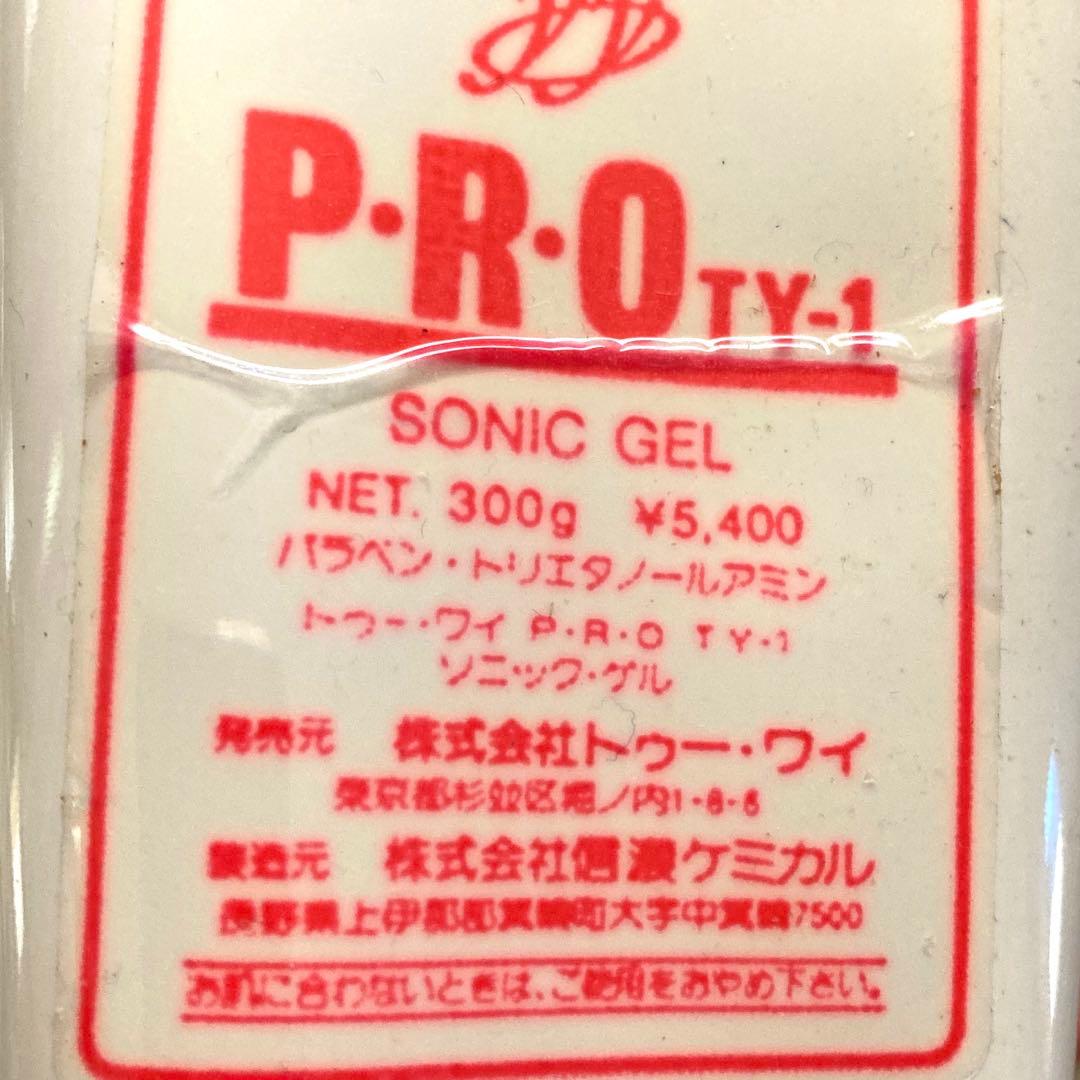 P・R・O TY-1
SONIC GEL
NET. 300g ¥5,400
パラベン・トリエタノールアミン
トゥー・ワイ P・R・O TY・1
ソニック・ゲル
発売元 株式会社トゥー・ワイ
東京都杉並区堀ノ内1-8-6
製造元 株式会社信濃ケミカル
長野県上伊那郡箕輪町大字中箕輪7500
お肌に合わないときは、ご使用をおやめ下さい。